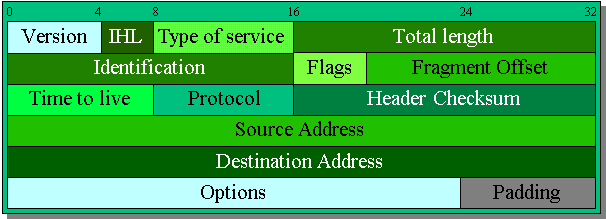 0 4 8 16 24 32
Version IHL Type of service Total length
Identification Flags Fragment Offset
Time to live Protocol Header Checksum
Source Address
Destination Address
Options Padding